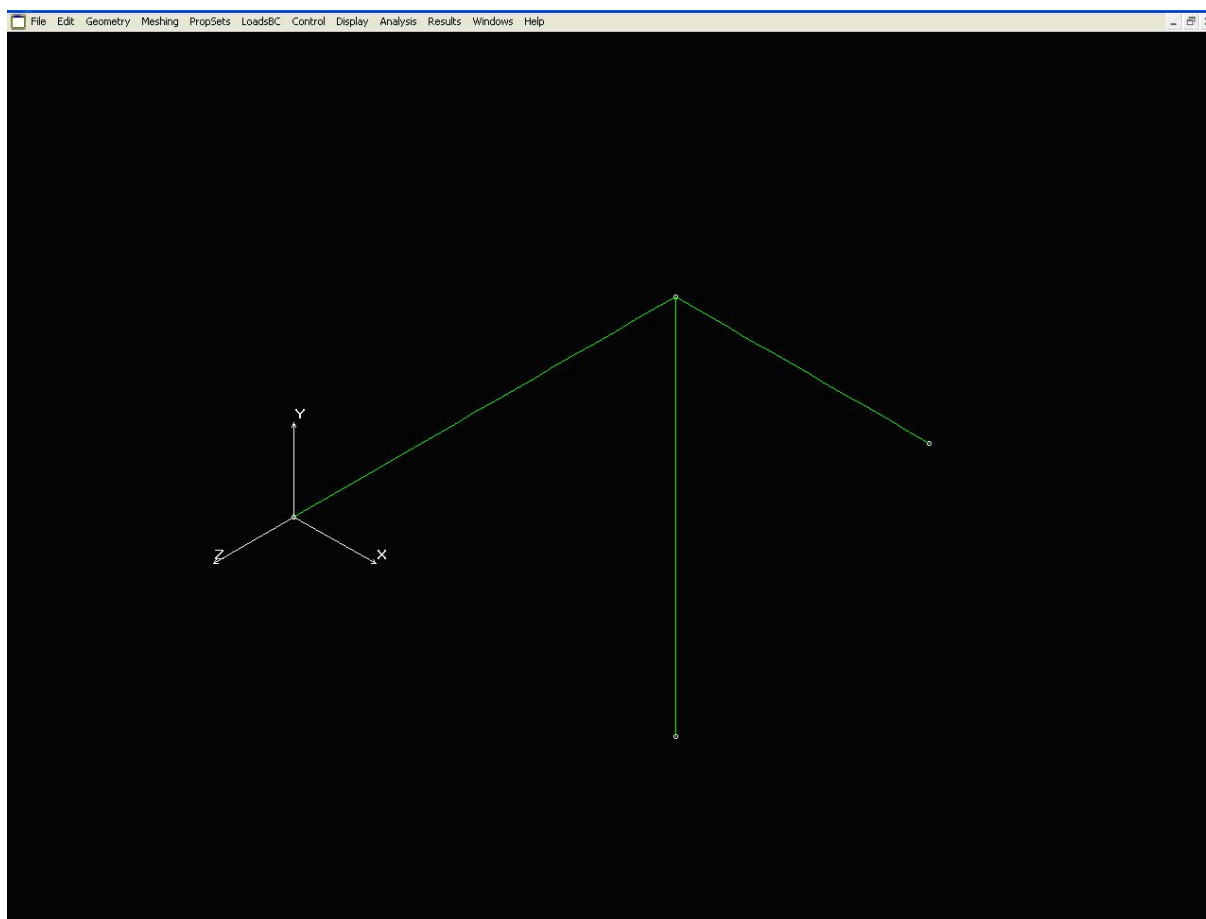 File Edit Geometry Meshing PropSets LoadsBC Control Display Analysis Results Windows Help
Y
Z X